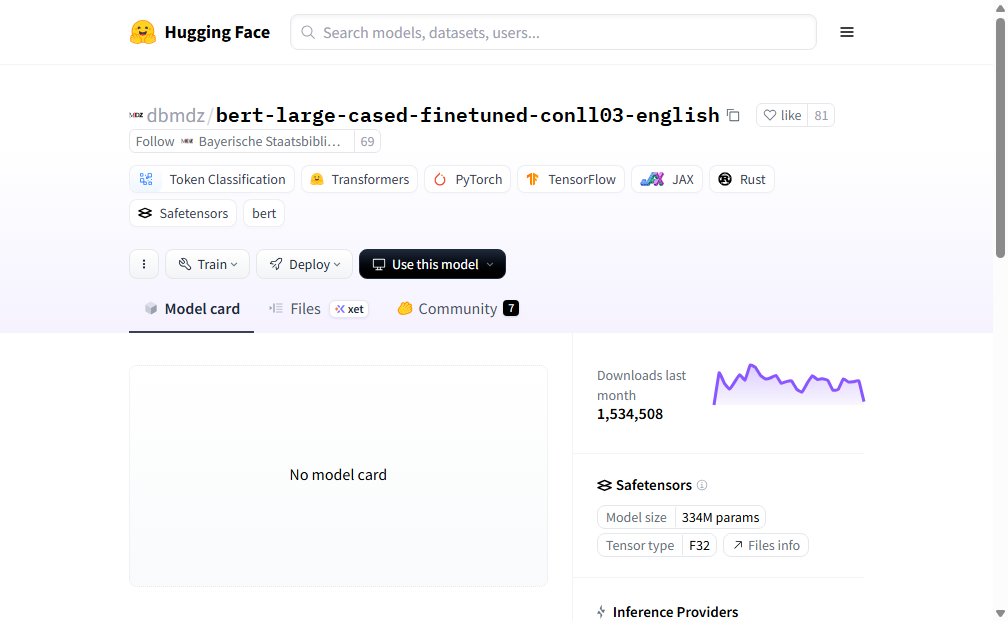 Hugging Face
Search models, datasets, users...
dbmdz/bert-large-cased-finetuned-conll03-english
like 81
Follow MDZ Bayerische Staatsbibli... 69
Token Classification
Transformers
PyTorch
TensorFlow
JAX
Rust
Safetensors
bert
Train
Deploy
Use this model
Model card
Files
xet
Community 7
No model card
Downloads last
month
1,534,508
Safetensors
Model size 334M params
Tensor type F32
Files info
Inference Providers